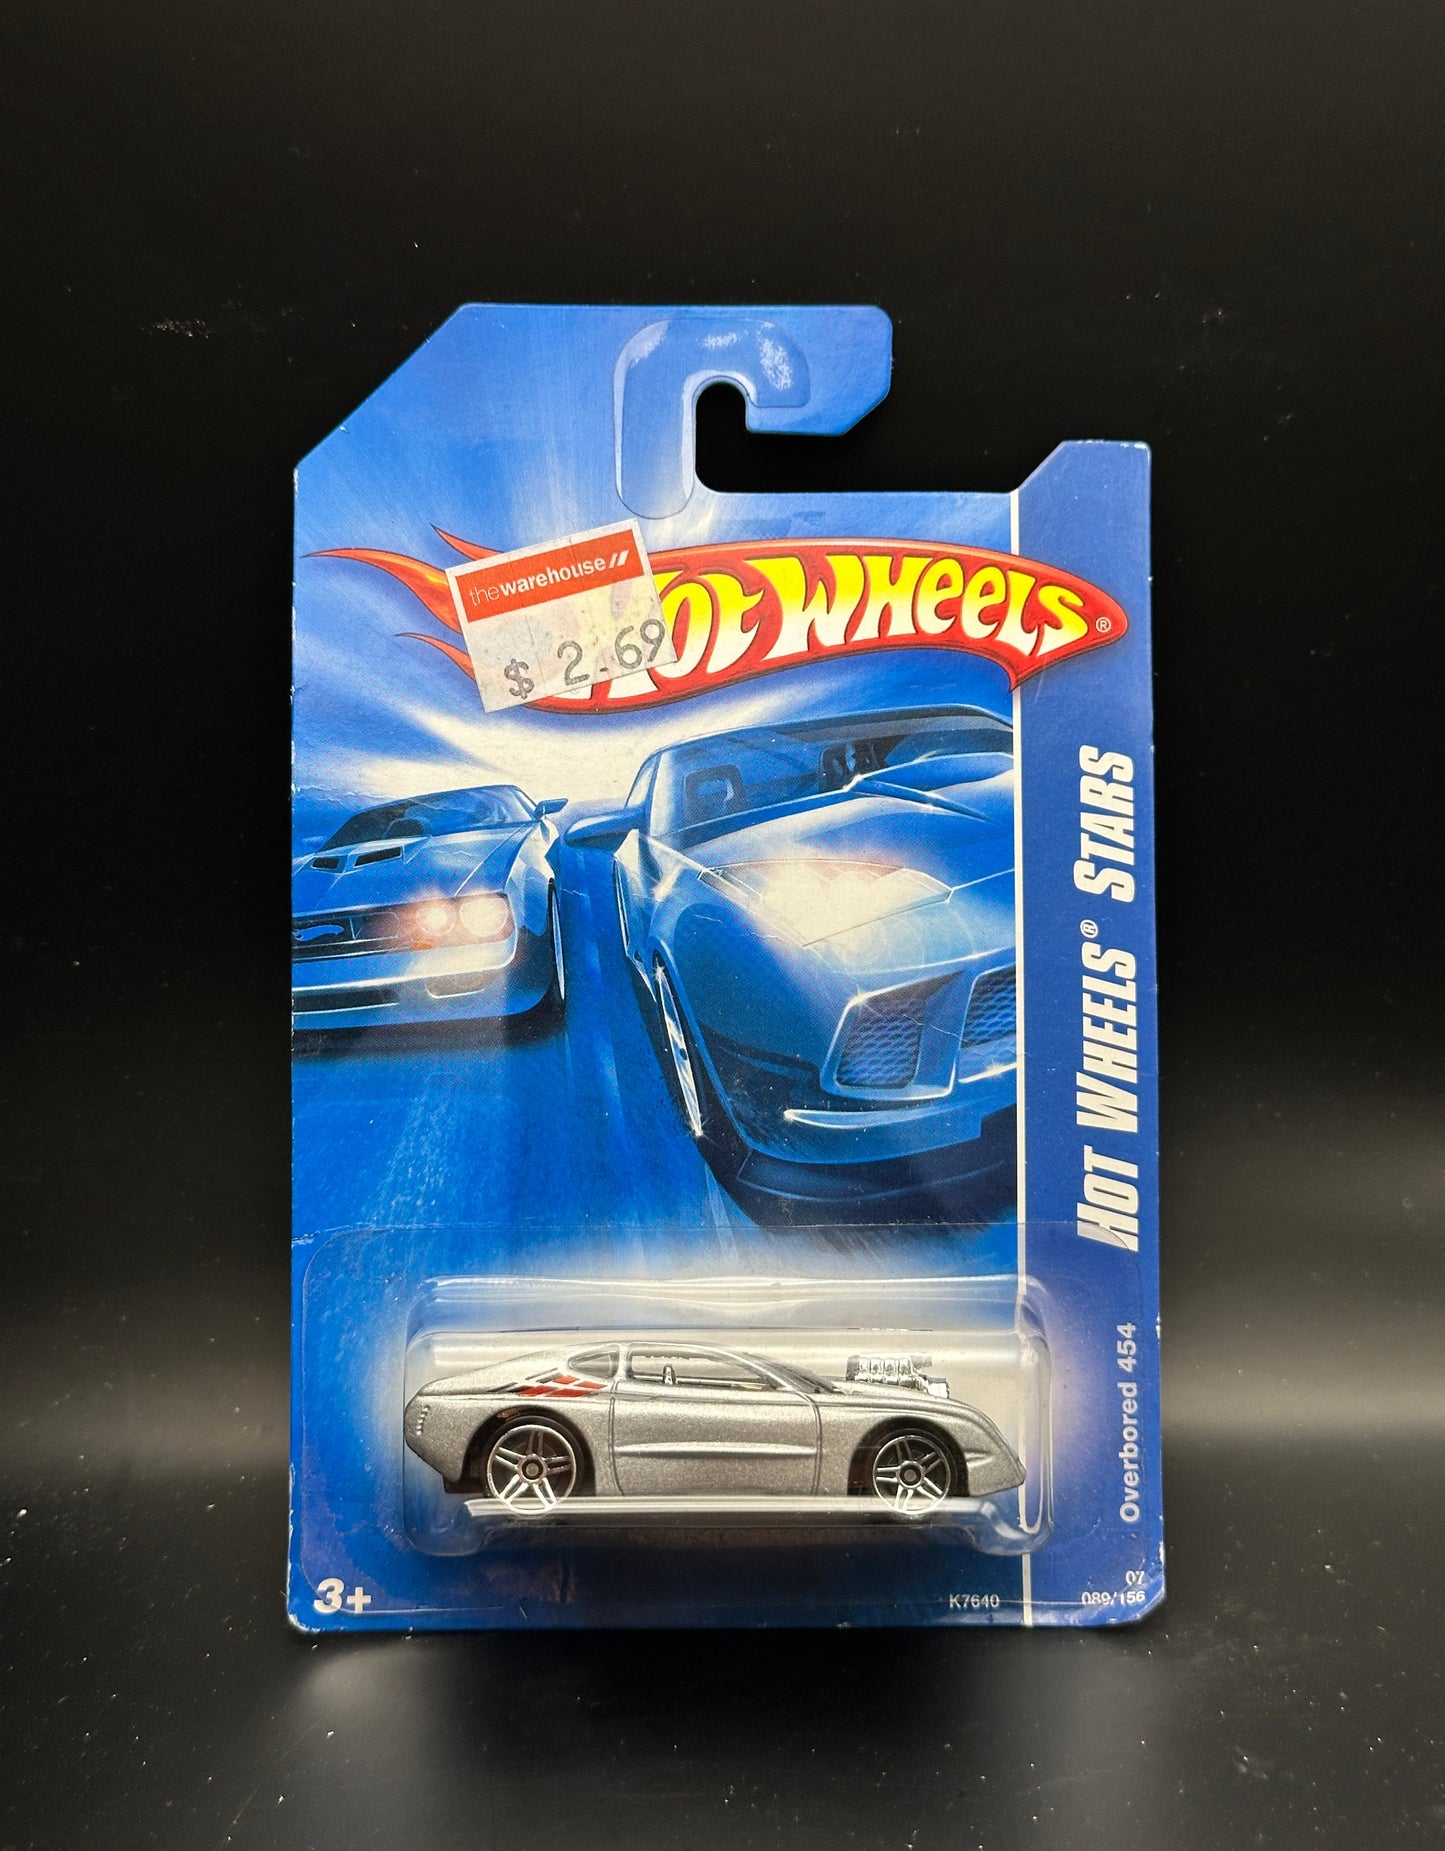 thewarehouse
$ 2.69
HOT WHEELS®
HOT WHEELS® STARS
Overbored 454
07
089/156
K7640
3+